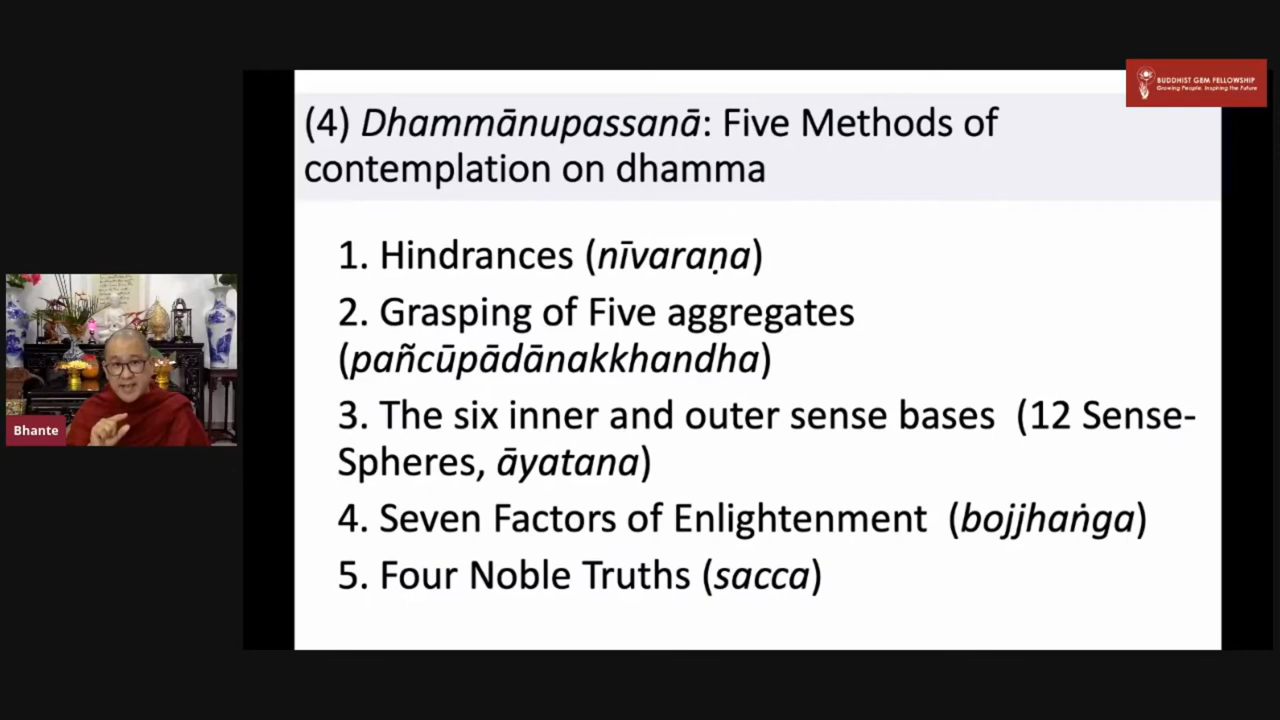 BUDDHIST GEM FELLOWSHIP
Growing People, Inspiring the Future
(4) Dhammānupassanā: Five Methods of
contemplation on dhamma
1. Hindrances (nīvaraṇa)
2. Grasping of Five aggregates
(pañcūpādānakkhandha)
3. The six inner and outer sense bases (12 Sense-
Spheres, āyatana)
4. Seven Factors of Enlightenment (bojjhaṅga)
5. Four Noble Truths (sacca)
Bhante